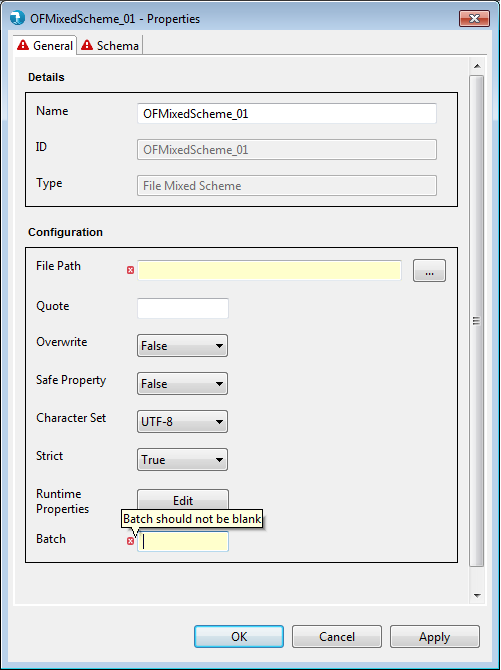 OFMixedScheme_01 - Properties
General Schema
Details
Name OFMixedScheme_01
ID OFMixedScheme_01
Type File Mixed Scheme
Configuration
File Path ...
Quote
Overwrite False
Safe Property False
Character Set UTF-8
Strict True
Runtime
Properties Edit
Batch should not be blank
Batch
OK Cancel Apply